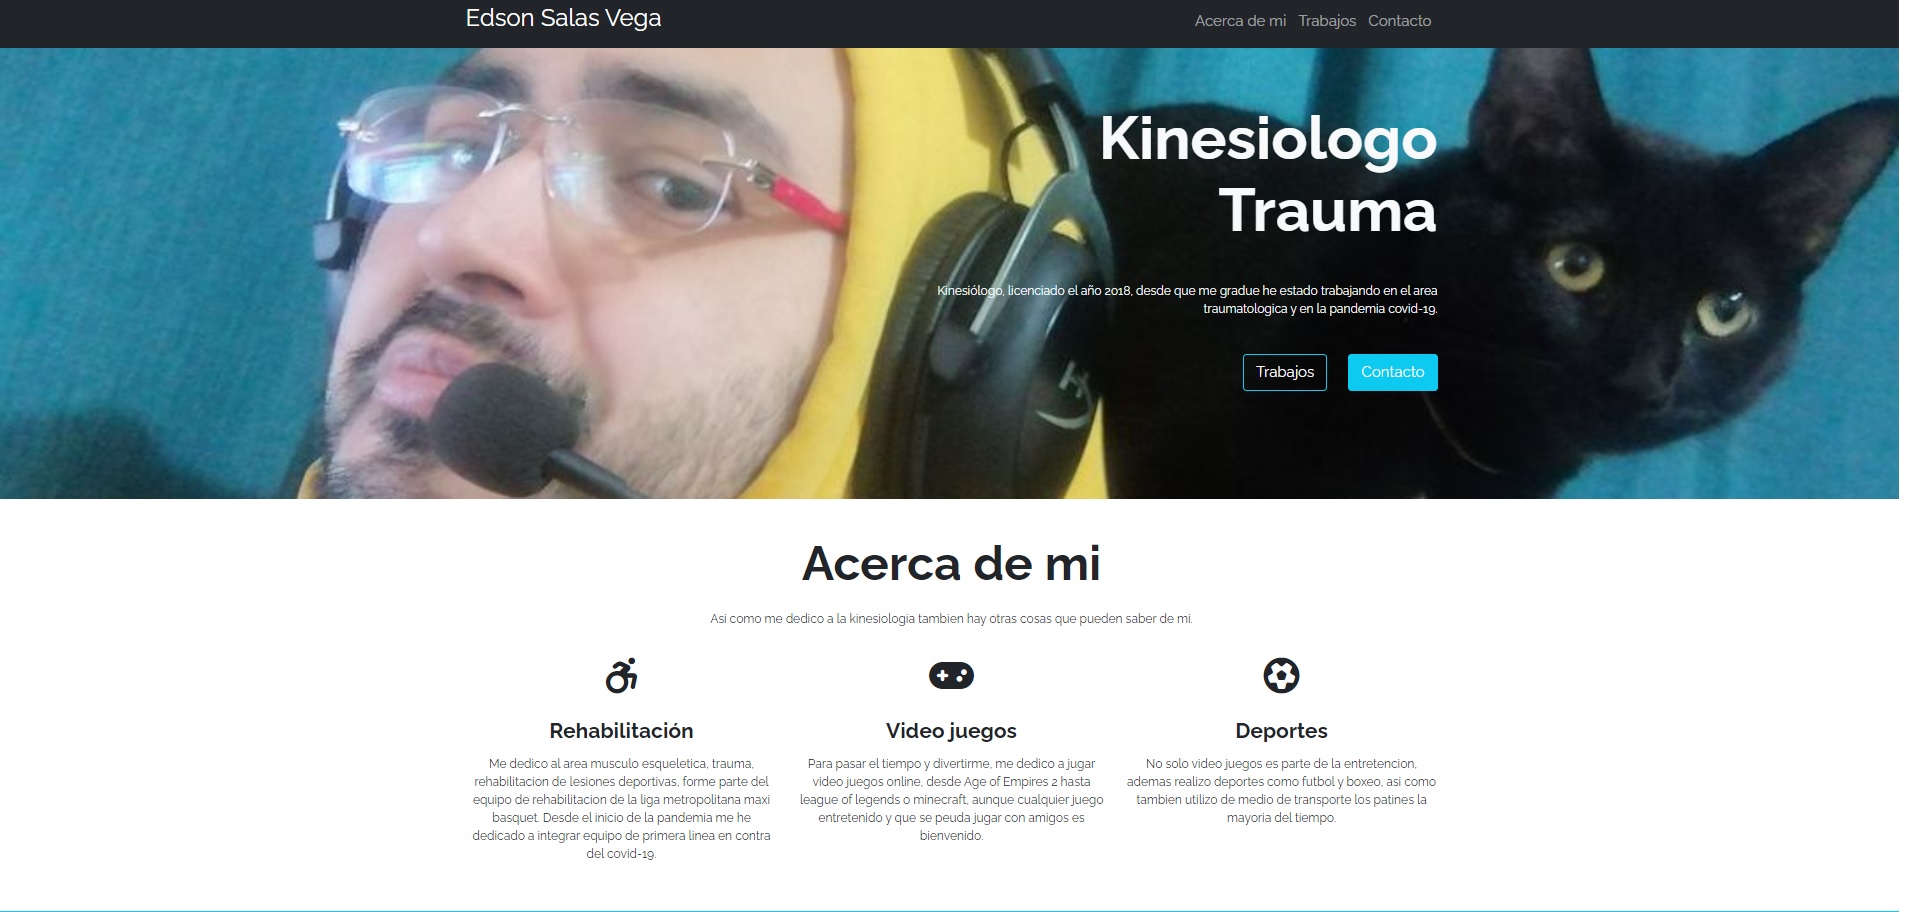 Edson Salas Vega
Acerca de mi Trabajos Contacto
Kinesiologo
Trauma
Kinesiólogo, licenciado el año 2018, desde que me gradue he estado trabajando en el area
traumatologica y en la pandemia covid-19.
Trabajos Contacto
Acerca de mi
Asi como me dedico a la kinesiologia tambien hay otras cosas que pueden saber de mi.
Rehabilitación
Me dedico al area musculo esqueletica, trauma,
rehabilitacion de lesiones deportivas, forme parte del
equipo de rehabilitacion de la liga metropolitana maxi
basquet. Desde el inicio de la pandemia me he
dedicado a integrar equipo de primera linea en contra
del covid-19.
Video juegos
Para pasar el tiempo y divertirme, me dedico a jugar
video juegos online, desde Age of Empires 2 hasta
league of legends o minecraft, aunque cualquier juego
entretenido y que se peuda jugar con amigos es
bienvenido.
Deportes
No solo video juegos es parte de la entretencion,
ademas realizo deportes como futbol y boxeo, asi como
tambien utilizo de medio de transporte los patines la
mayoria del tiempo.